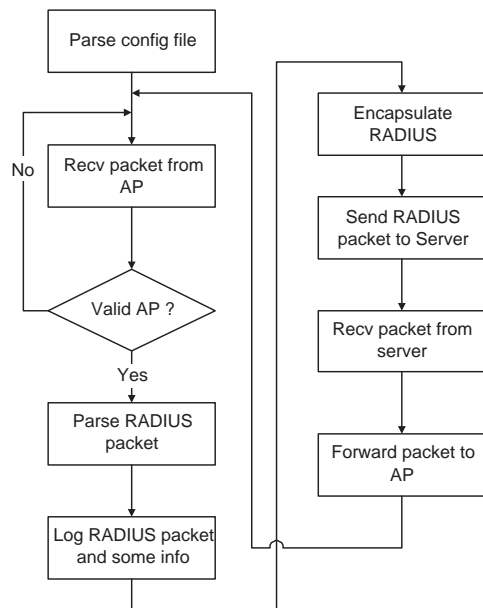 Parse config file
No
Recv packet from
AP
Valid AP ?
Yes
Parse RADIUS
packet
Log RADIUS packet
and some info
Encapsulate
RADIUS
Send RADIUS
packet to Server
Recv packet from
server
Forward packet to
AP